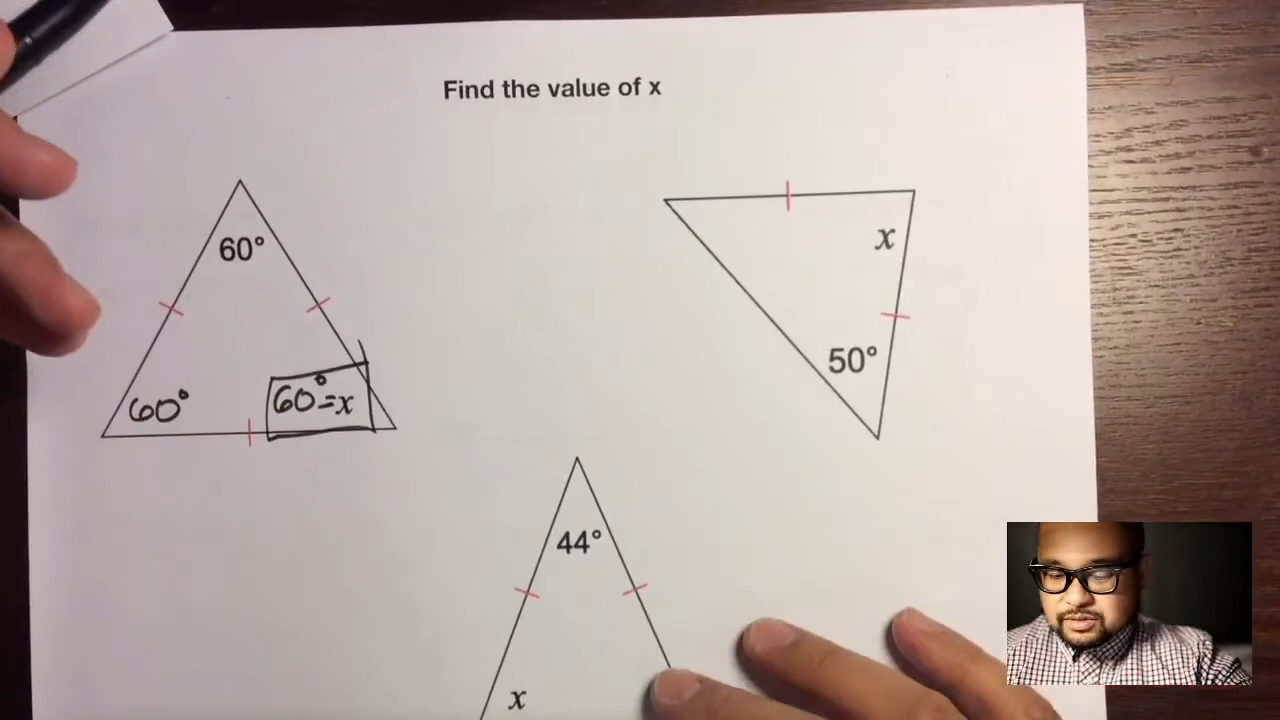 Find the value of x
60°
60°
60°=x
x
50°
44°
x